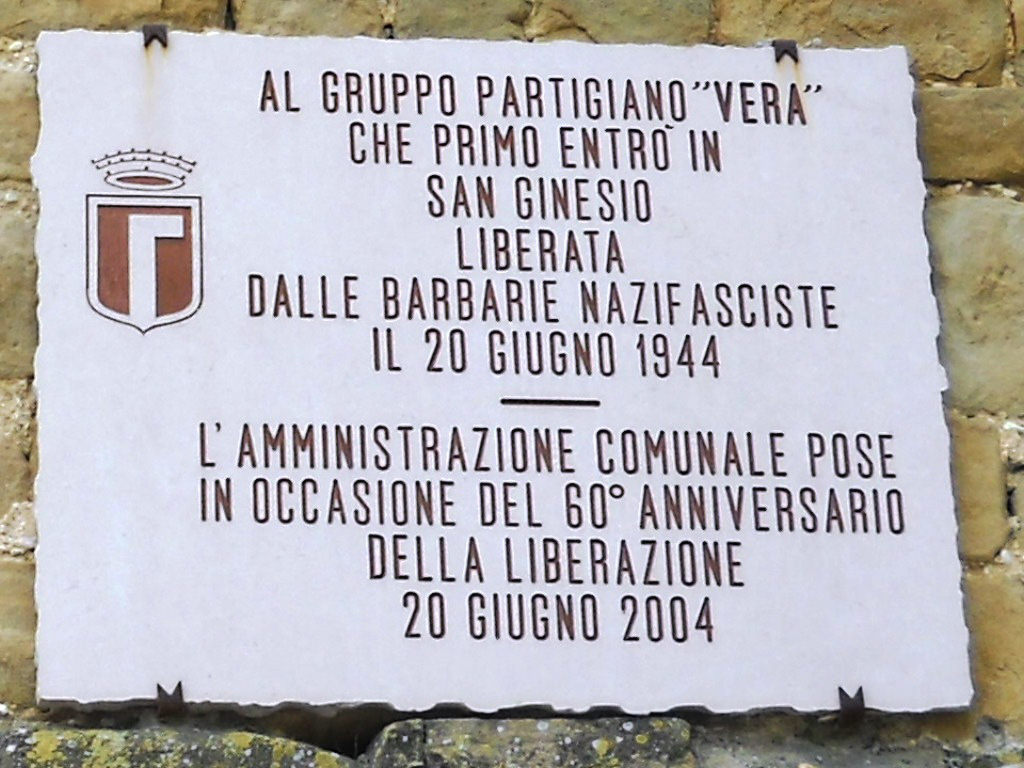 AL GRUPPO PARTIGIANO "VERA"
CHE PRIMO ENTRÒ IN
SAN GINESIO
LIBERATA
DALLE BARBARIE NAZIFASCISTE
IL 20 GIUGNO 1944
L'AMMINISTRAZIONE COMUNALE POSE
IN OCCASIONE DEL 60° ANNIVERSARIO
DELLA LIBERAZIONE
20 GIUGNO 2004